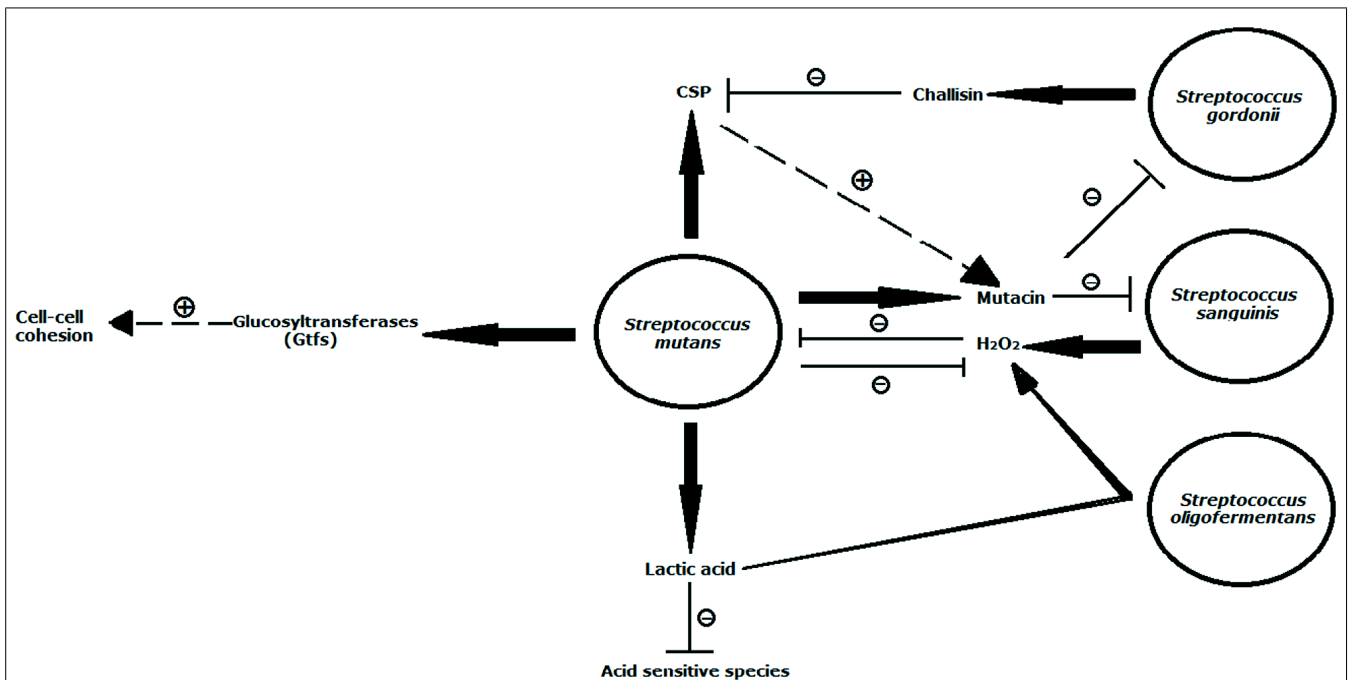 CSP
⊖
Challisin
Streptococcus
gordonii
⊕
⊖
Mutacin
⊖
Streptococcus
sanguinis
Cell-cell
cohesion
⊕
Glucosyltransferases
(Gtfs)
Streptococcus
mutans
⊖
H₂O₂
⊖
Streptococcus
oligofermentans
Lactic acid
⊖
Acid sensitive species